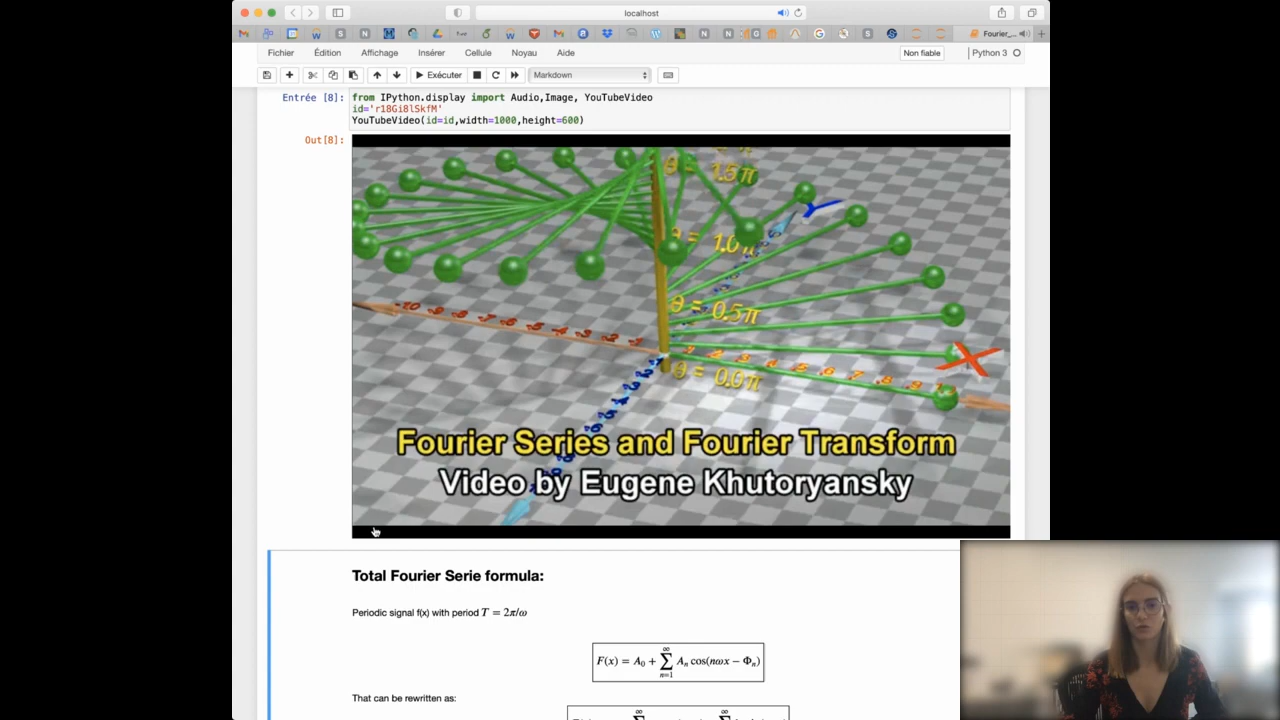 localhost
Fourier_...
Fichier Édition Affichage Insérer Cellule Noyau Aide
Non fiable
Python 3
Exécuter
Markdown
Entrée [8]:
from IPython.display import Audio,Image, YouTubeVideo
id='r18Gi8lSkfM'
YouTubeVideo(id=id,width=1000,height=600)
Out[8]:
θ = 1.5π
Y
θ = 1.0π
θ = 0.5π
X
θ = 0.0π
Fourier Series and Fourier Transform
Video by Eugene Khutoryansky
Total Fourier Serie formula:
Periodic signal f(x) with period T = 2π/ω
F(x) = A₀ + ∑_{n=1}^{∞} Aₙ cos(nωx − Φₙ)
That can be rewritten as: